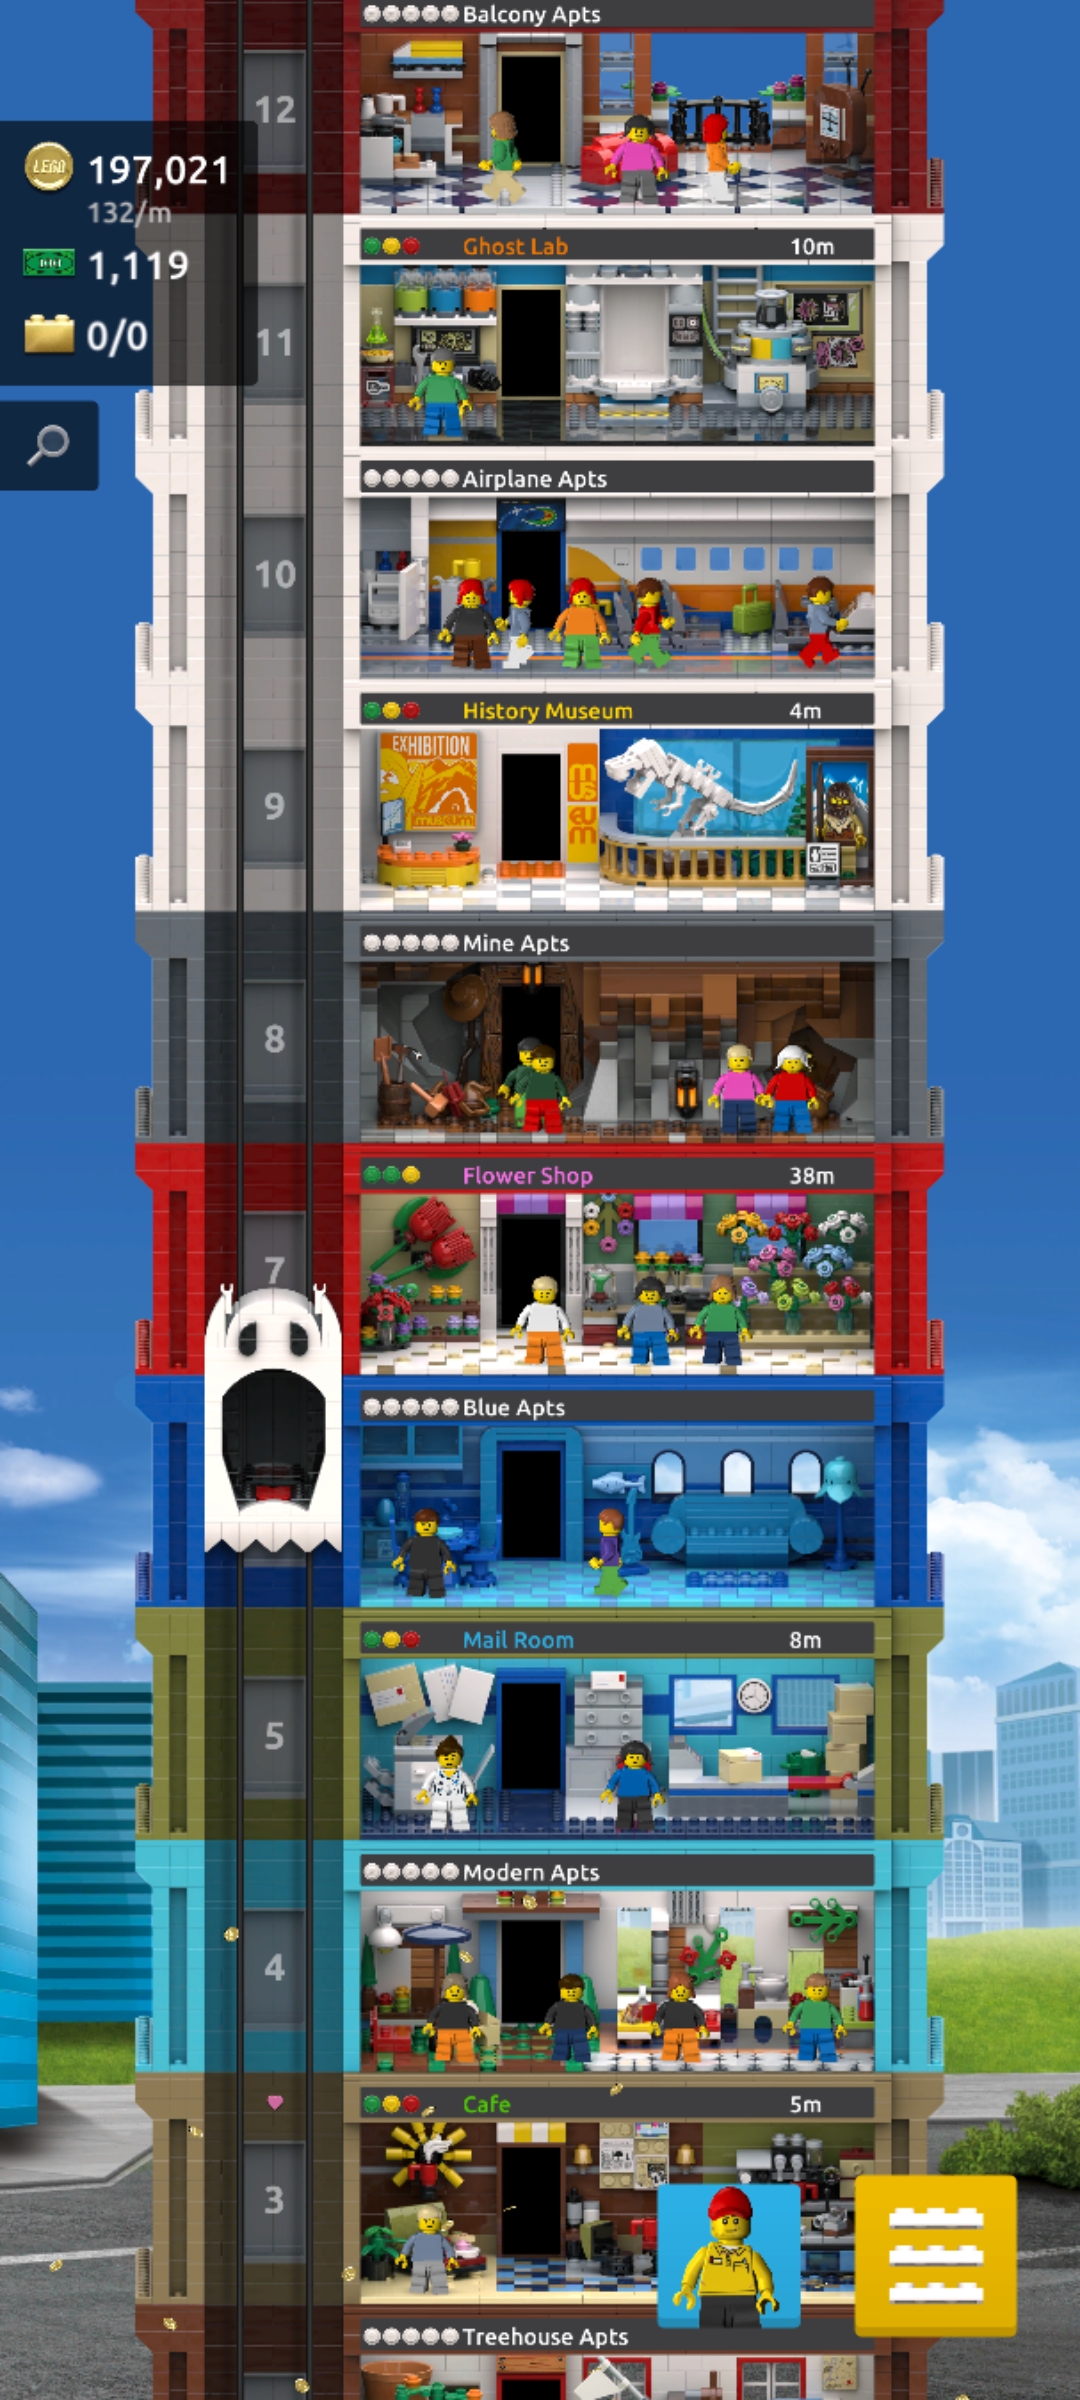 Balcony Apts
12
LEGO
197,021
132/m
1,119
0/0
Ghost Lab 10m
11
Airplane Apts
10
History Museum 4m
EXHIBITION
museum
mus
eum
9
Mine Apts
8
Flower Shop 38m
7
Blue Apts
Mail Room 8m
5
Modern Apts
4
Cafe 5m
3
Treehouse Apts